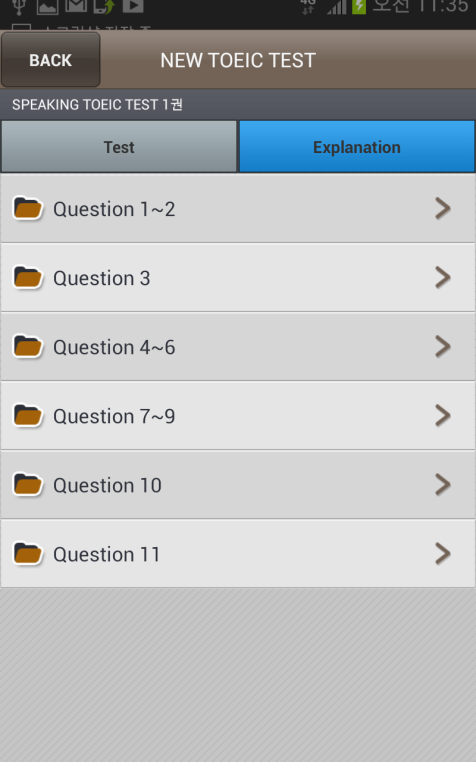 4G
오전 11:35
BACK
NEW TOEIC TEST
SPEAKING TOEIC TEST 1권
Test
Explanation
Question 1~2
Question 3
Question 4~6
Question 7~9
Question 10
Question 11